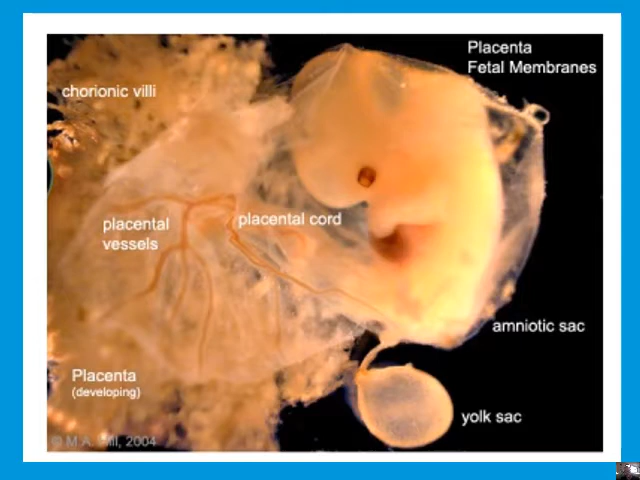 Placenta
Fetal Membranes
chorionic villi
placental
vessels
placental cord
amniotic sac
Placenta
(developing)
yolk sac
© M.A. Hill, 2004